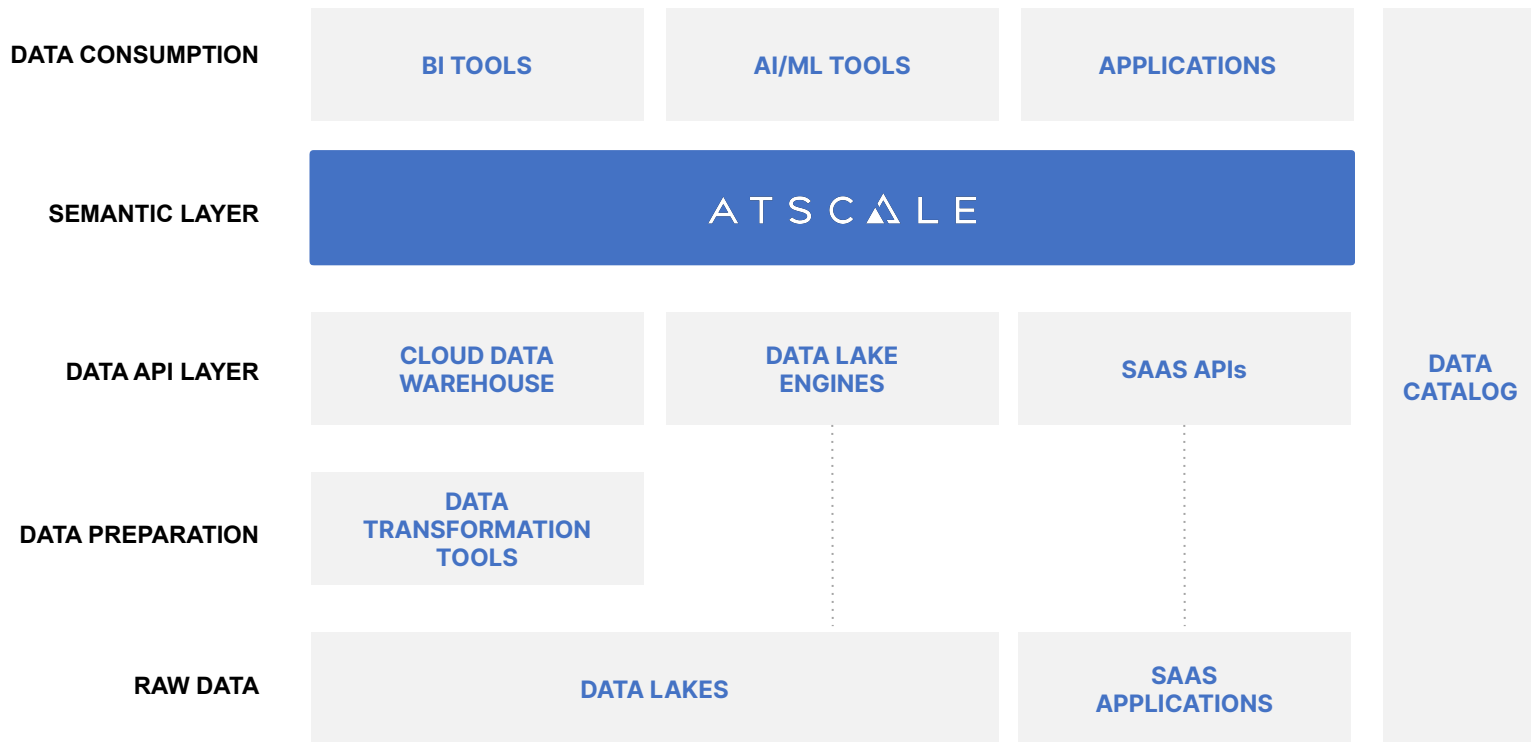 DATA CONSUMPTION
BI TOOLS
AI/ML TOOLS
APPLICATIONS
SEMANTIC LAYER
ATSCALE
DATA API LAYER
CLOUD DATA
WAREHOUSE
DATA LAKE
ENGINES
SAAS APIs
DATA
CATALOG
DATA PREPARATION
DATA
TRANSFORMATION
TOOLS
RAW DATA
DATA LAKES
SAAS
APPLICATIONS